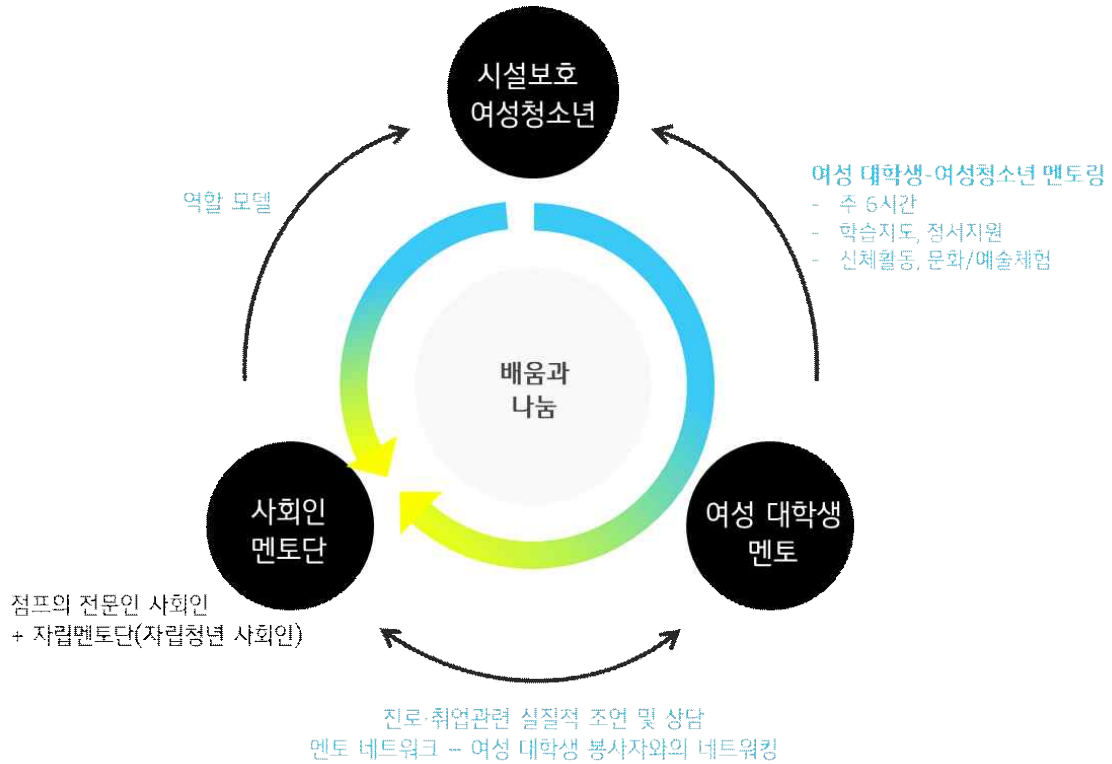 시설보호
여성청소년
역할 모델
여성 대학생-여성청소년 멘토링
- 주 6시간
- 학습지도, 정서지원
- 신체활동, 문화/예술체험
배움과
나눔
사회인
멘토단
여성 대학생
멘토
점프의 전문인 사회인
+ 자립멘토단(자립청년 사회인)
진로·취업관련 실질적 조언 및 상담
멘토 네트워크 – 여성 대학생 봉사자와의 네트워킹